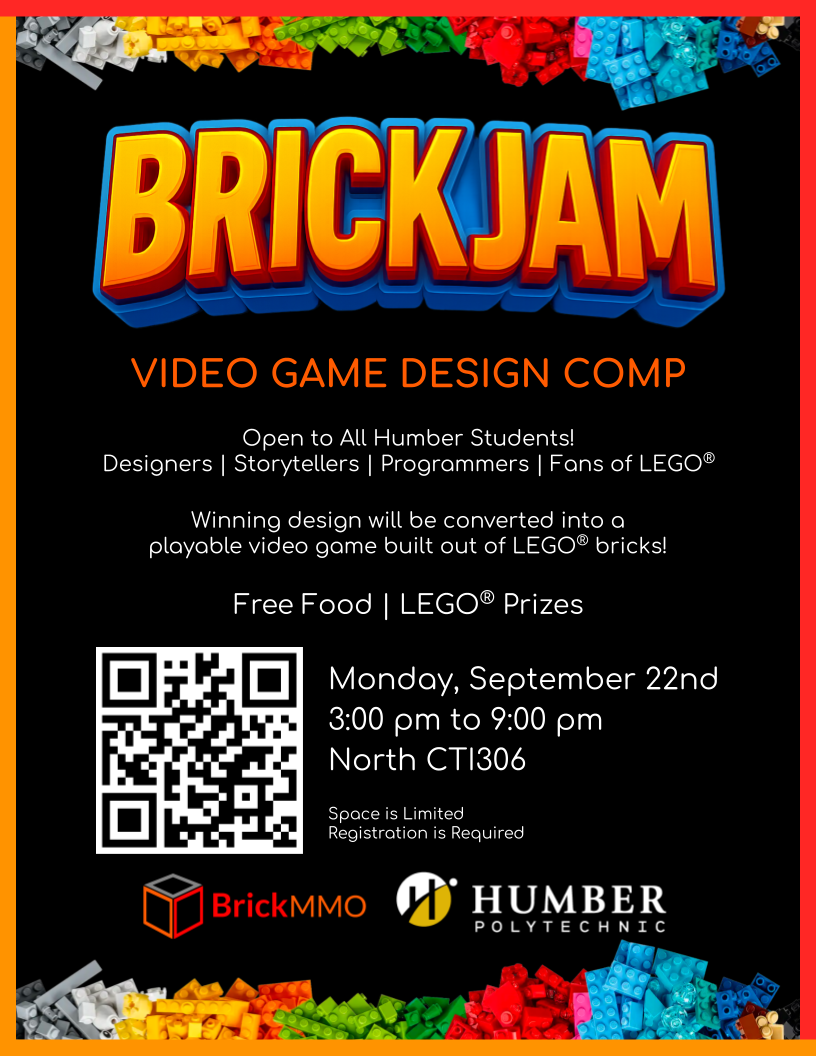 BRICKJAM
VIDEO GAME DESIGN COMP
Open to All Humber Students!
Designers | Storytellers | Programmers | Fans of LEGO®
Winning design will be converted into a
playable video game built out of LEGO® bricks!
Free Food | LEGO® Prizes
Monday, September 22nd
3:00 pm to 9:00 pm
North CTI306
Space is Limited
Registration is Required
BrickMMO
HUMBER
POLYTECHNIC